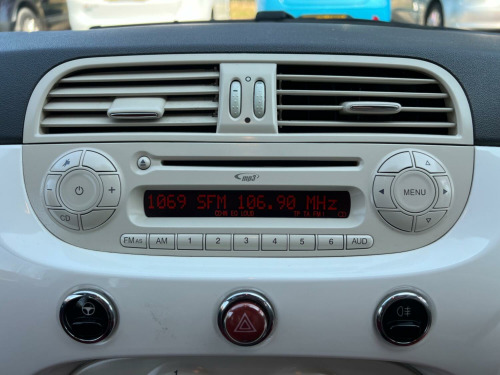 mp3
1069 SFM 106.90 MHz
CD
MENU
FM AS AM 1 2 3 4 5 6 AUD